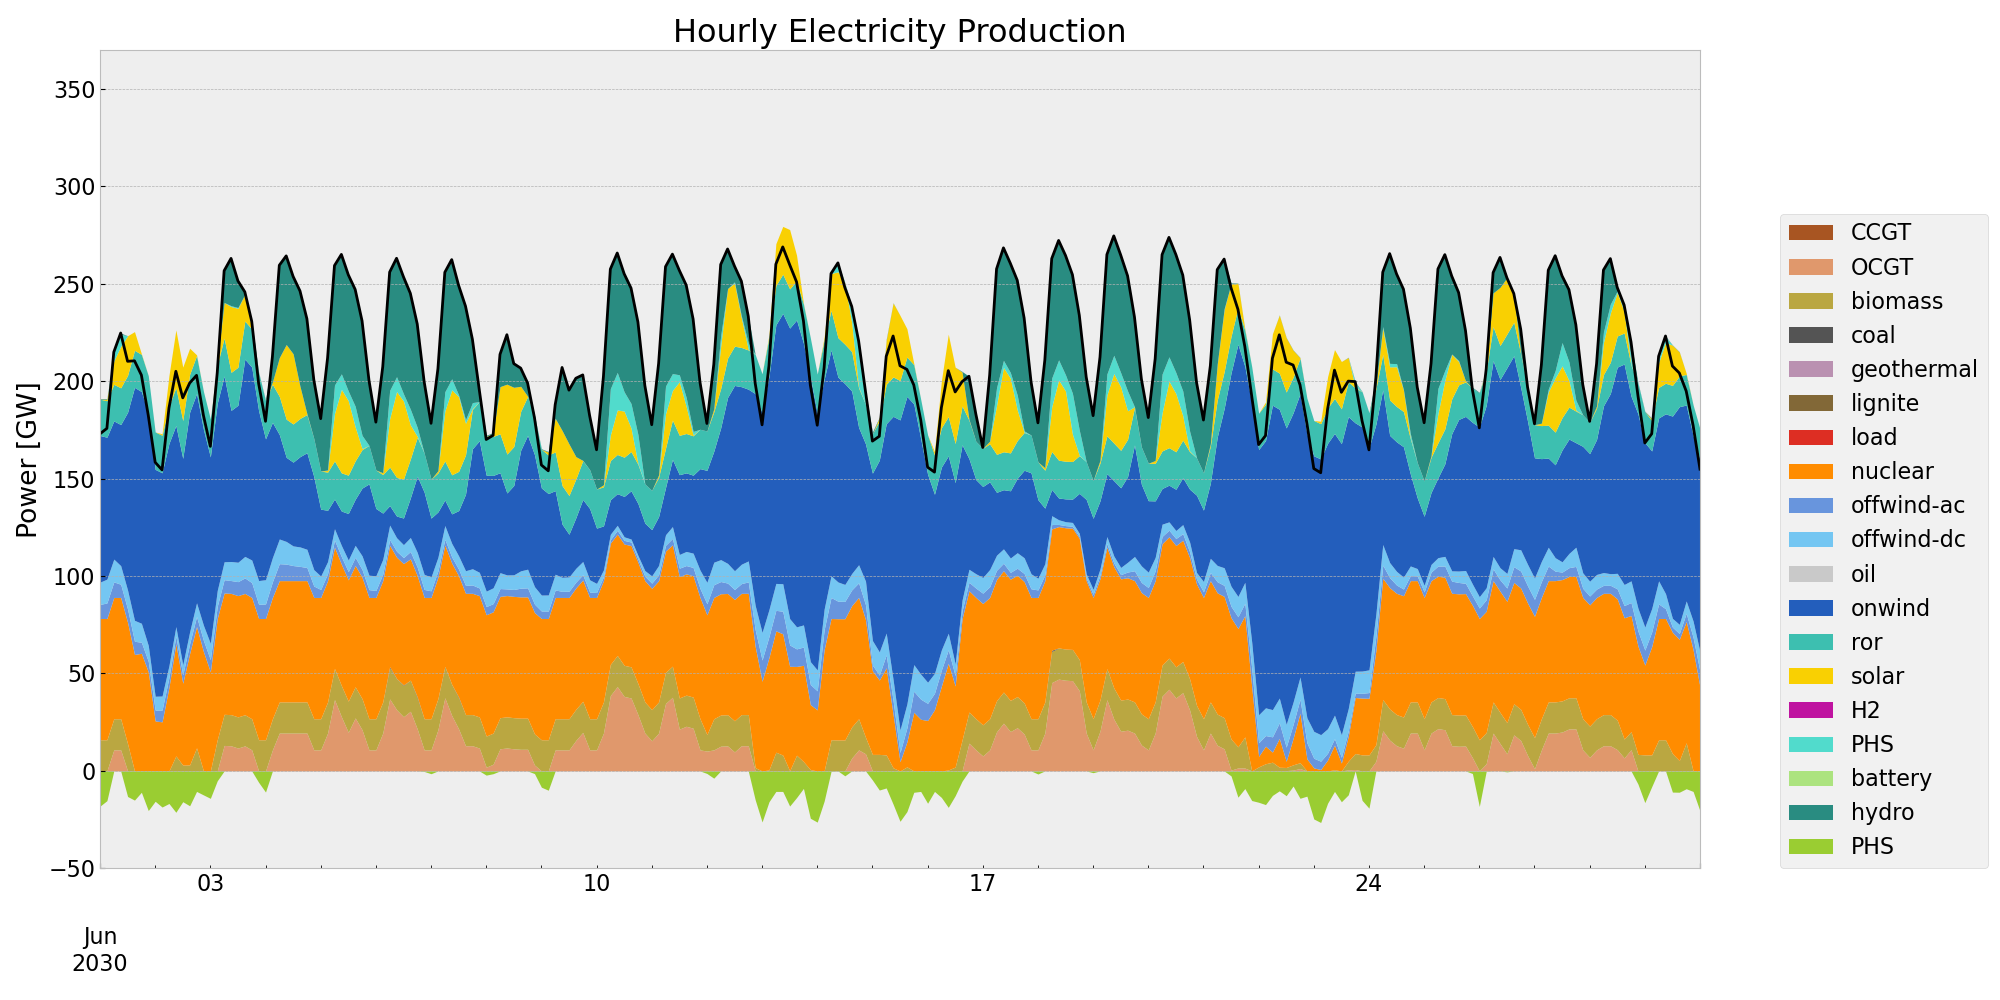 Hourly Electricity Production
Power [GW]
350
300
250
200
150
100
50
0
−50
03
10
17
24
Jun
2030
CCGT
OCGT
biomass
coal
geothermal
lignite
load
nuclear
offwind-ac
offwind-dc
oil
onwind
ror
solar
H2
PHS
battery
hydro
PHS